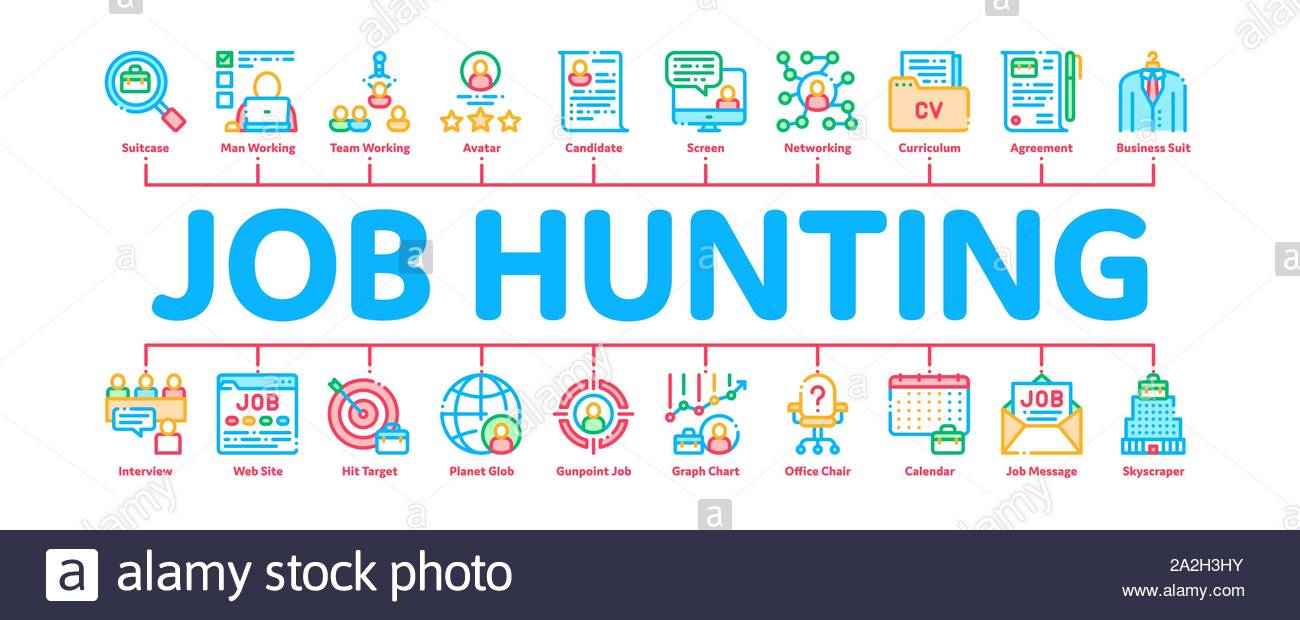 Suitcase Man Working Team Working Avatar Candidate Screen Networking Curriculum Agreement Business Suit
CV
JOB HUNTING
JOB
?
JOB
Interview Web Site Hit Target Planet Glob Gunpoint Job Graph Chart Office Chair Calendar Job Message Skyscraper
a alamy stock photo
2A2H3HY
www.alamy.com
alamy
a